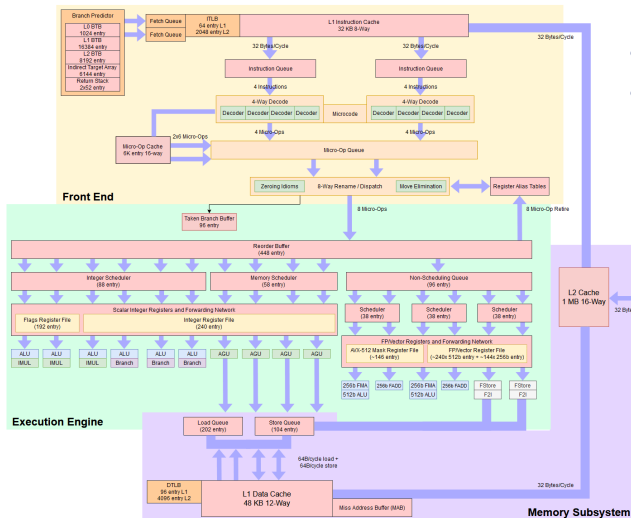 Branch Predictor
L0 BTB
1024 entry
L1 BTB
16384 entry
L2 BTB
8192 entry
Indirect Target Array
6144 entry
Return Stack
2x52 entry
Fetch Queue
Fetch Queue
ITLB
64 entry L1
2048 entry L2
L1 Instruction Cache
32 KB 8-Way
32 Bytes/Cycle
32 Bytes/Cycle
32 Bytes/Cycle
Instruction Queue
Instruction Queue
4 Instructions
4 Instructions
4-Way Decode
Decoder Decoder Decoder Decoder
Microcode
4-Way Decode
Decoder Decoder Decoder Decoder
4 Micro-Ops
4 Micro-Ops
2x6 Micro-Ops
Micro-Op Cache
6K entry 16-way
Micro-Op Queue
Zeroing Idioms
8-Way Rename / Dispatch
Move Elimination
Register Alias Tables
Front End
Taken Branch Buffer
96 entry
8 Micro-Ops
8 Micro-Op Retire
Reorder Buffer
(448 entry)
Integer Scheduler
(88 entry)
Memory Scheduler
(58 entry)
Non-Scheduling Queue
(96 entry)
Scalar Integer Registers and Forwarding Network
Flags Register File
(192 entry)
Integer Register File
(240 entry)
Scheduler
(38 entry)
Scheduler
(38 entry)
Scheduler
(38 entry)
FP/Vector Registers and Forwarding Network
AVX-512 Mask Register File
(~146 entry)
FP/Vector Register File
(~240x 512b entry + ~144x 256b entry)
ALU
IMUL
ALU
IMUL
ALU
IMUL
ALU
Branch
ALU
Branch
ALU
Branch
AGU
AGU
AGU
AGU
256b FMA
512b ALU
256b FADD
256b FMA
512b ALU
256b FADD
FStore
F2I
FStore
F2I
L2 Cache
1 MB 16-Way
32 Byte
Execution Engine
Load Queue
(202 entry)
Store Queue
(104 entry)
64B/cycle load +
64B/cycle store
DTLB
96 entry L1
4096 entry L2
L1 Data Cache
48 KB 12-Way
Miss Address Buffer (MAB)
32 Bytes/Cycle
Memory Subsystem